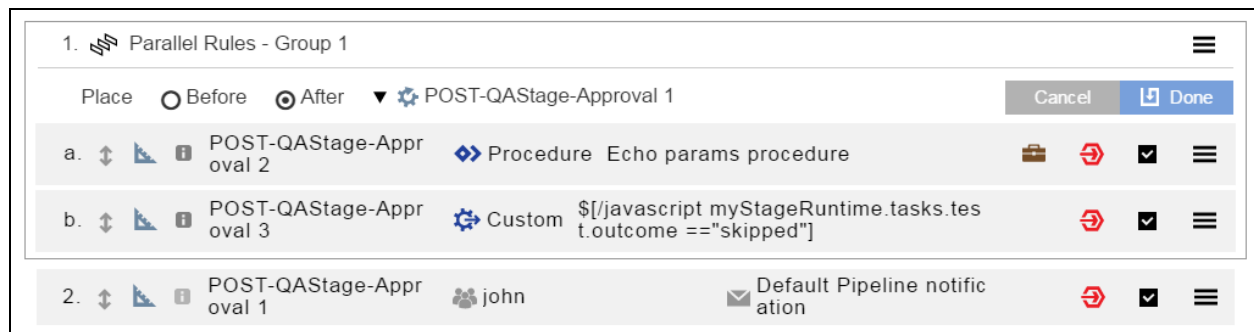 1. Parallel Rules - Group 1
Place Before After POST-QAStage-Approval 1 Cancel Done
a. POST-QAStage-Appr Procedure Echo params procedure
oval 2
b. POST-QAStage-Appr Custom $[/javascript myStageRuntime.tasks.tes
oval 3 t.outcome =="skipped"]
2. POST-QAStage-Appr john Default Pipeline notific
oval 1 ation